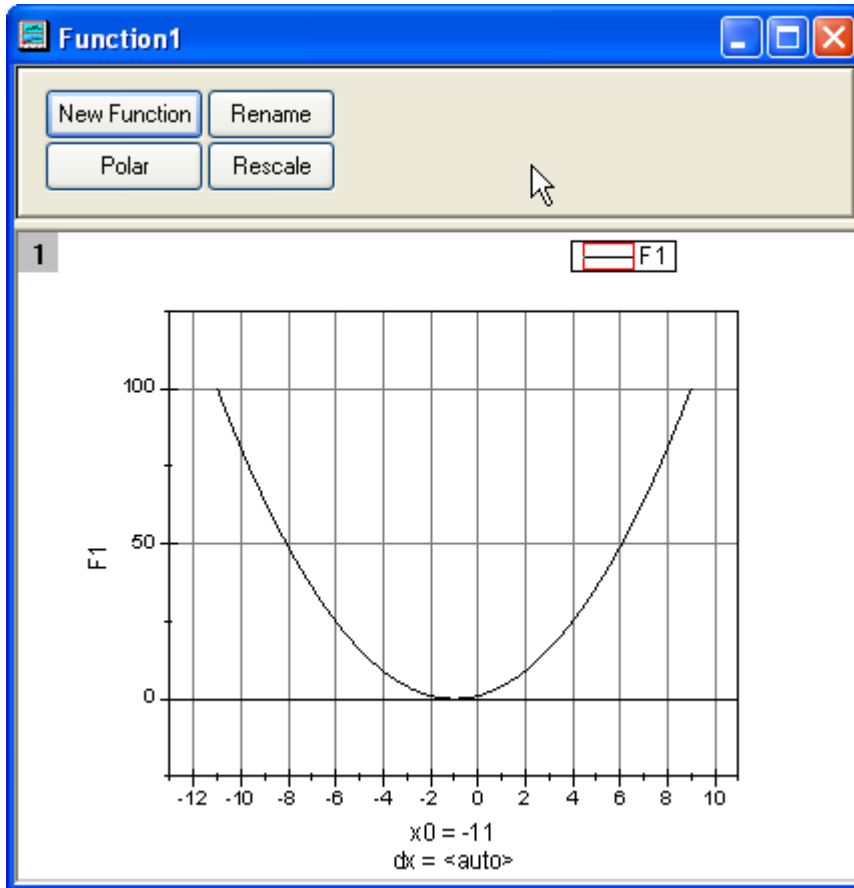 Function1
New Function Rename
Polar Rescale
1
F1
100
50
0
F1
-12 -10 -8 -6 -4 -2 0 2 4 6 8 10
x0 = -11
dx = <auto>